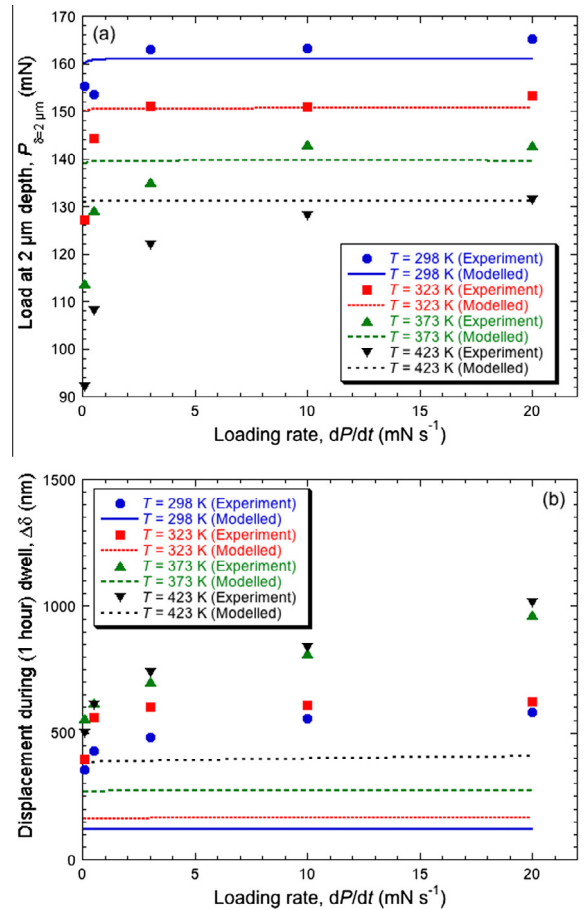 (a)
170
160
150
140
130
120
110
100
90
Load at 2 µm depth, P δ=2 µm (mN)
T = 298 K (Experiment)
T = 298 K (Modelled)
T = 323 K (Experiment)
T = 323 K (Modelled)
T = 373 K (Experiment)
T = 373 K (Modelled)
T = 423 K (Experiment)
T = 423 K (Modelled)
0 5 10 15 20
Loading rate, dP/dt (mN s⁻¹)
(b)
1500
1000
500
0
Displacement during (1 hour) dwell, Δδ (nm)
T = 298 K (Experiment)
T = 298 K (Modelled)
T = 323 K (Experiment)
T = 323 K (Modelled)
T = 373 K (Experiment)
T = 373 K (Modelled)
T = 423 K (Experiment)
T = 423 K (Modelled)
0 5 10 15 20
Loading rate, dP/dt (mN s⁻¹)